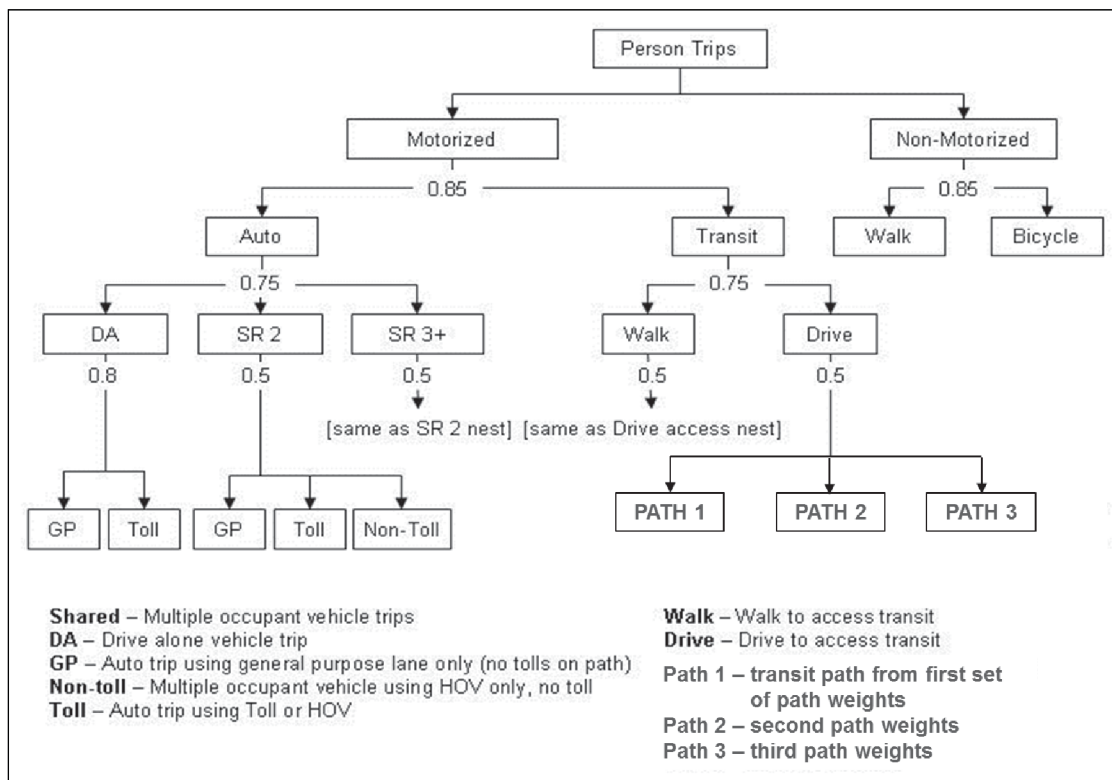 Person Trips
Motorized
Non-Motorized
0.85
0.85
Auto
Transit
Walk
Bicycle
0.75
0.75
DA
SR 2
SR 3+
Walk
Drive
0.8
0.5
0.5
0.5
0.5
[same as SR 2 nest]
[same as Drive access nest]
GP
Toll
GP
Toll
Non-Toll
PATH 1
PATH 2
PATH 3
Shared – Multiple occupant vehicle trips
DA – Drive alone vehicle trip
GP – Auto trip using general purpose lane only (no tolls on path)
Non-toll – Multiple occupant vehicle using HOV only, no toll
Toll – Auto trip using Toll or HOV
Walk – Walk to access transit
Drive – Drive to access transit
Path 1 – transit path from first set
of path weights
Path 2 – second path weights
Path 3 – third path weights